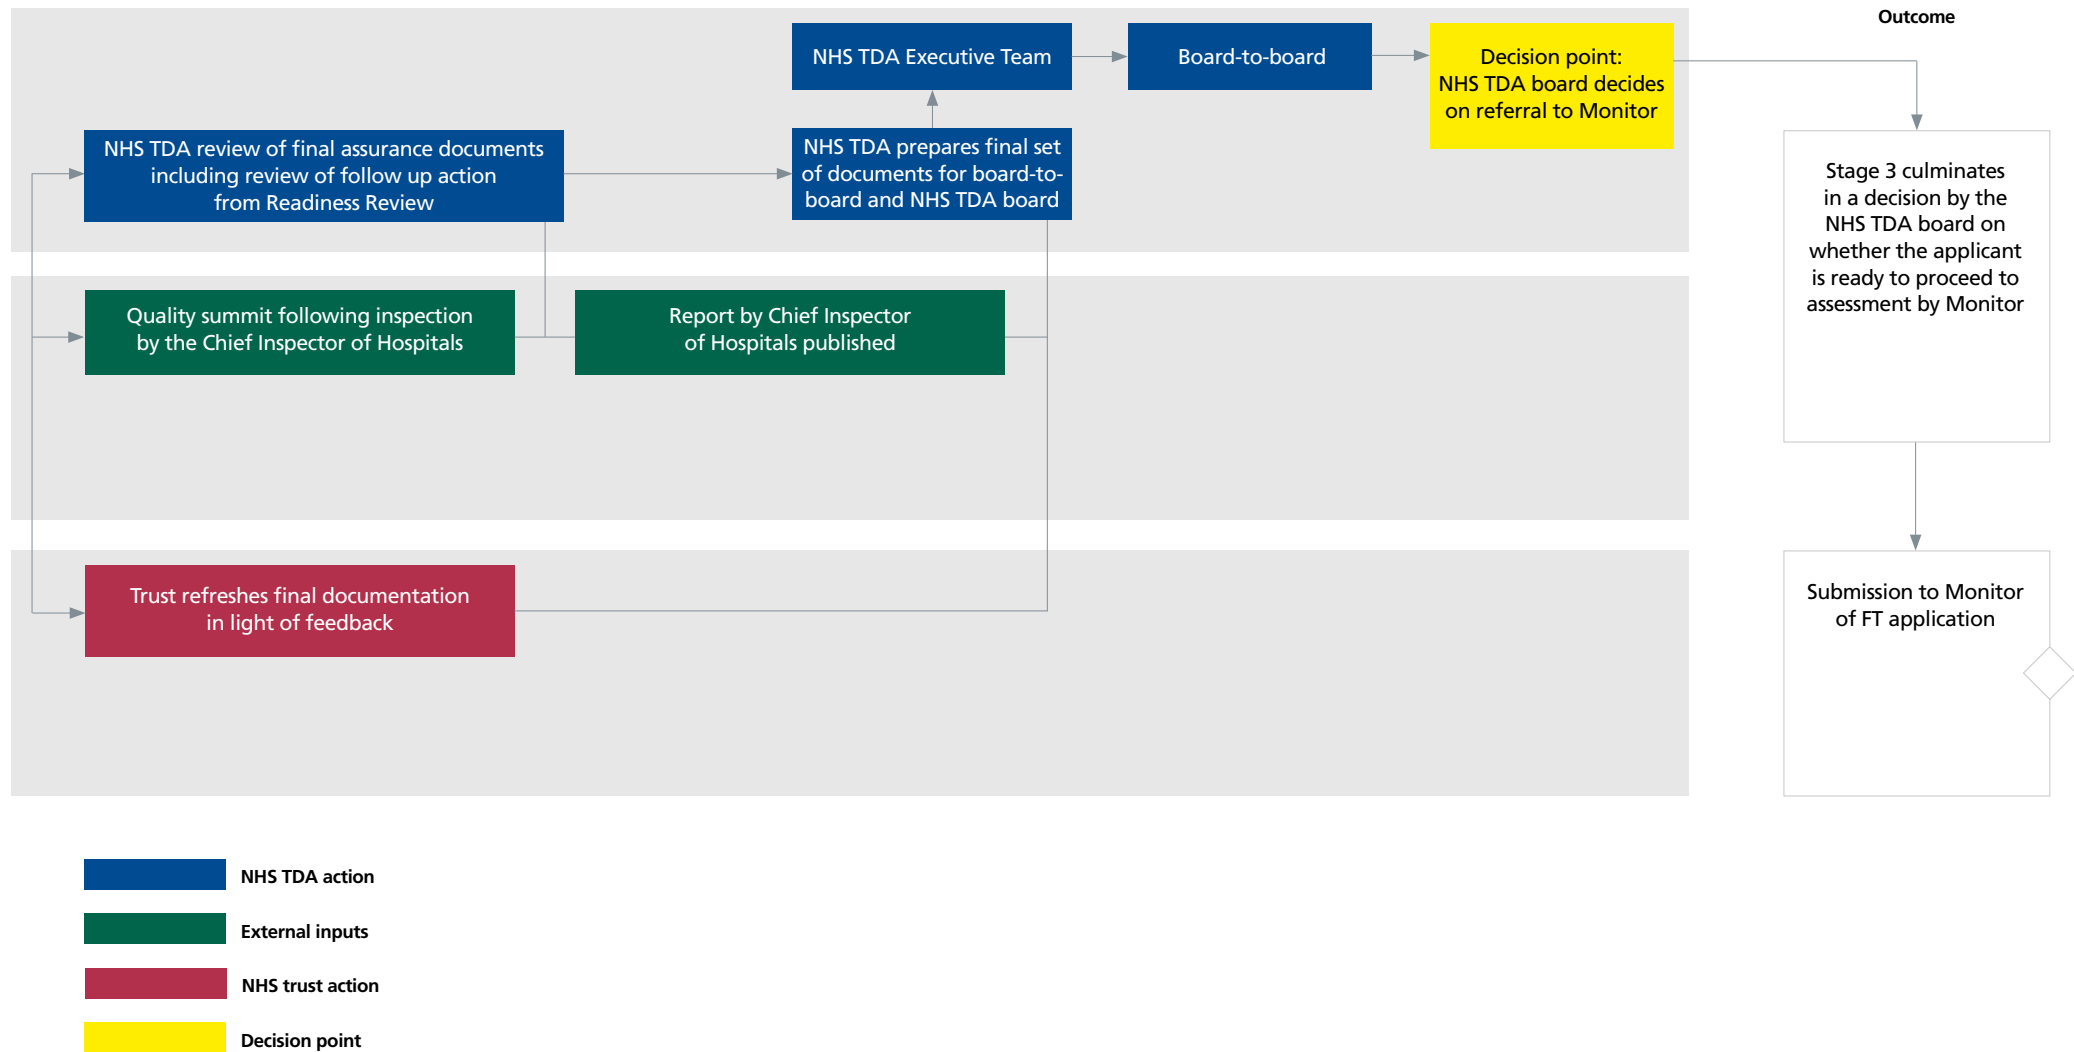 Outcome
NHS TDA Executive Team
Board-to-board
Decision point:
NHS TDA board decides
on referral to Monitor
NHS TDA review of final assurance documents
including review of follow up action
from Readiness Review
NHS TDA prepares final set
of documents for board-to-
board and NHS TDA board
Stage 3 culminates
in a decision by the
NHS TDA board on
whether the applicant
is ready to proceed to
assessment by Monitor
Quality summit following inspection
by the Chief Inspector of Hospitals
Report by Chief Inspector
of Hospitals published
Trust refreshes final documentation
in light of feedback
Submission to Monitor
of FT application
NHS TDA action
External inputs
NHS trust action
Decision point